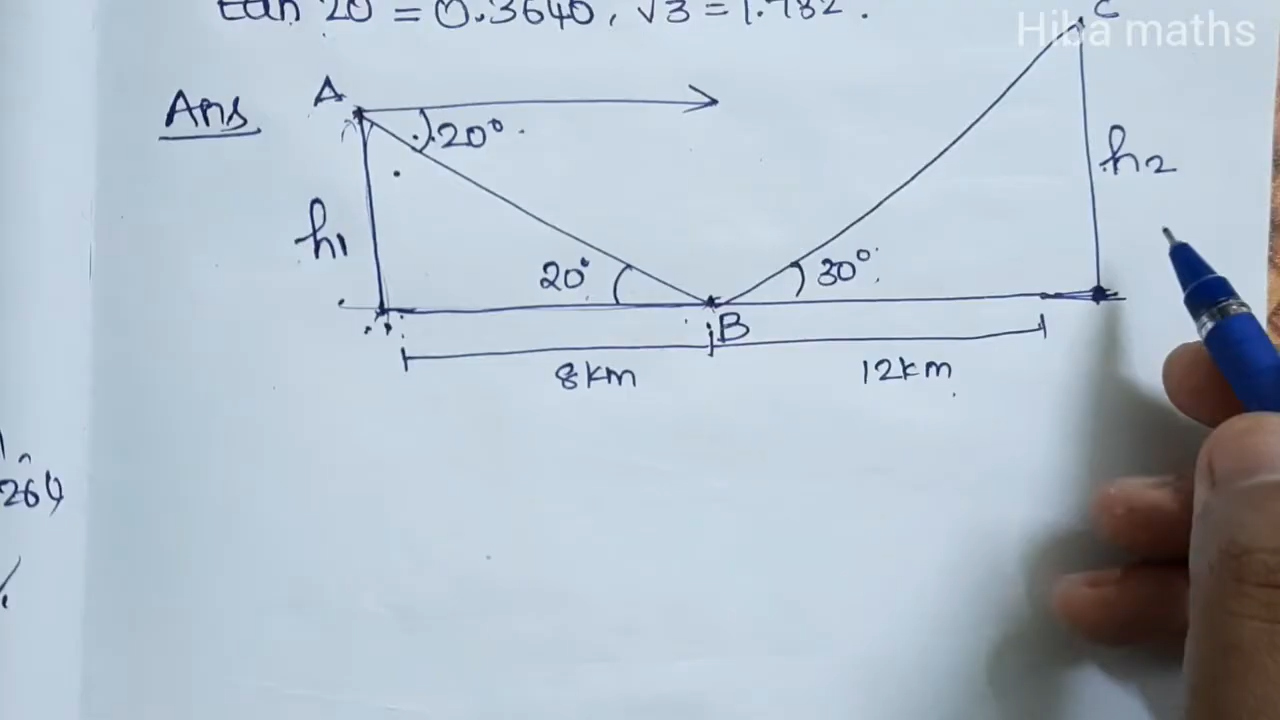 tan 20 = 0.3640, √3 = 1.732.
Hiba maths
C
Ans
A
20°.
h1
h2
20°
30°
B
8km
12km
264